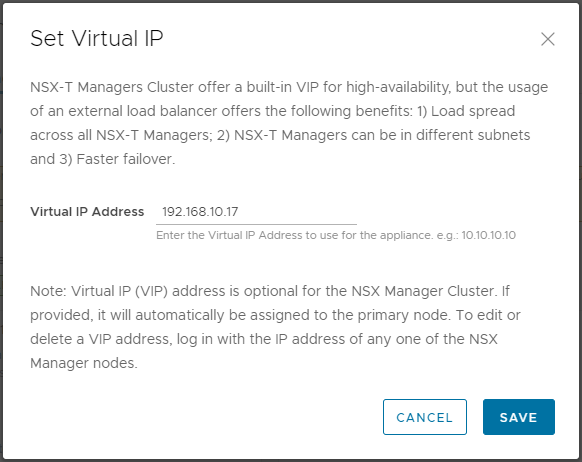 Set Virtual IP
NSX-T Managers Cluster offer a built-in VIP for high-availability, but the usage
of an external load balancer offers the following benefits: 1) Load spread
across all NSX-T Managers; 2) NSX-T Managers can be in different subnets
and 3) Faster failover.
Virtual IP Address 192.168.10.17
Enter the Virtual IP Address to use for the appliance. e.g.: 10.10.10.10
Note: Virtual IP (VIP) address is optional for the NSX Manager Cluster. If
provided, it will automatically be assigned to the primary node. To edit or
delete a VIP address, log in with the IP address of any one of the NSX
Manager nodes.
CANCEL SAVE